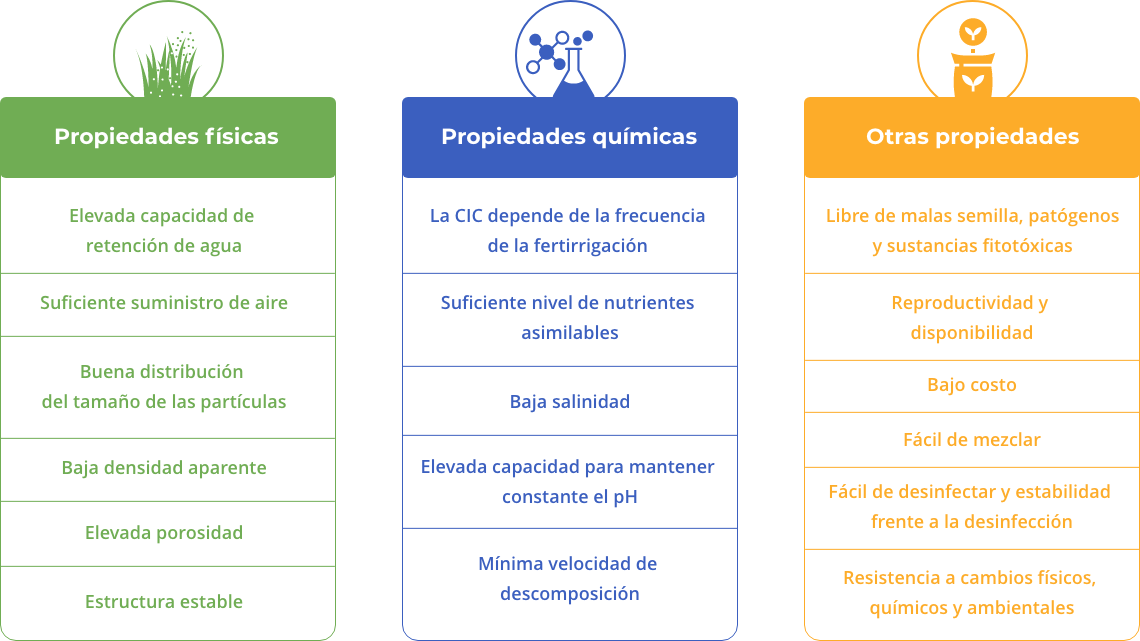 Propiedades físicas
Elevada capacidad de
retención de agua
Suficiente suministro de aire
Buena distribución
del tamaño de las partículas
Baja densidad aparente
Elevada porosidad
Estructura estable
Propiedades químicas
La CIC depende de la frecuencia
de la fertirrigación
Suficiente nivel de nutrientes
asimilables
Baja salinidad
Elevada capacidad para mantener
constante el pH
Mínima velocidad de
descomposición
Otras propiedades
Libre de malas semilla, patógenos
y sustancias fitotóxicas
Reproductividad y
disponibilidad
Bajo costo
Fácil de mezclar
Fácil de desinfectar y estabilidad
frente a la desinfección
Resistencia a cambios físicos,
químicos y ambientales